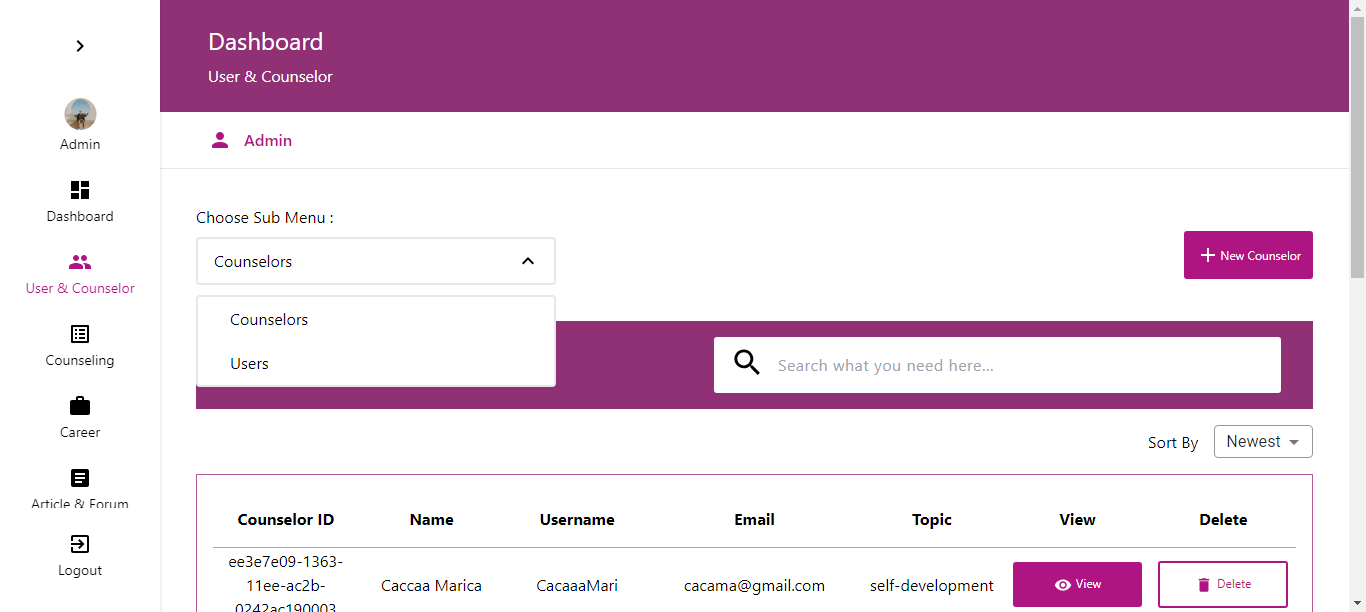 Dashboard
User & Counselor
Admin
Admin
Dashboard
User & Counselor
Counseling
Career
Article & Forum
Logout
Choose Sub Menu :
Counselors
New Counselor
Counselors
Users
Search what you need here...
Sort By Newest
Counselor ID Name Username Email Topic View Delete
ee3e7e09-1363-
11ee-ac2b-
0242ac190003
Caccaa Marica CacaaaMari cacama@gmail.com self-development View Delete